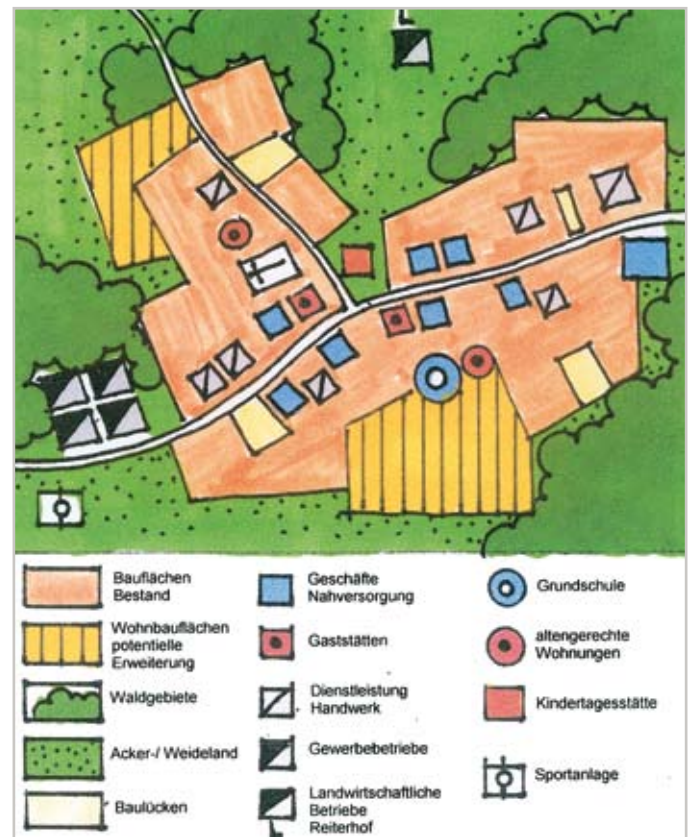 Bauflächen
Bestand
Wohnbauflächen
potentielle
Erweiterung
Waldgebiete
Acker-/ Weideland
Baulücken
Geschäfte
Nahversorgung
Gaststätten
Dienstleistung
Handwerk
Gewerbebetriebe
Landwirtschaftliche
Betriebe
Reiterhof
Grundschule
altengerechte
Wohnungen
Kindertagesstätte
Sportanlage